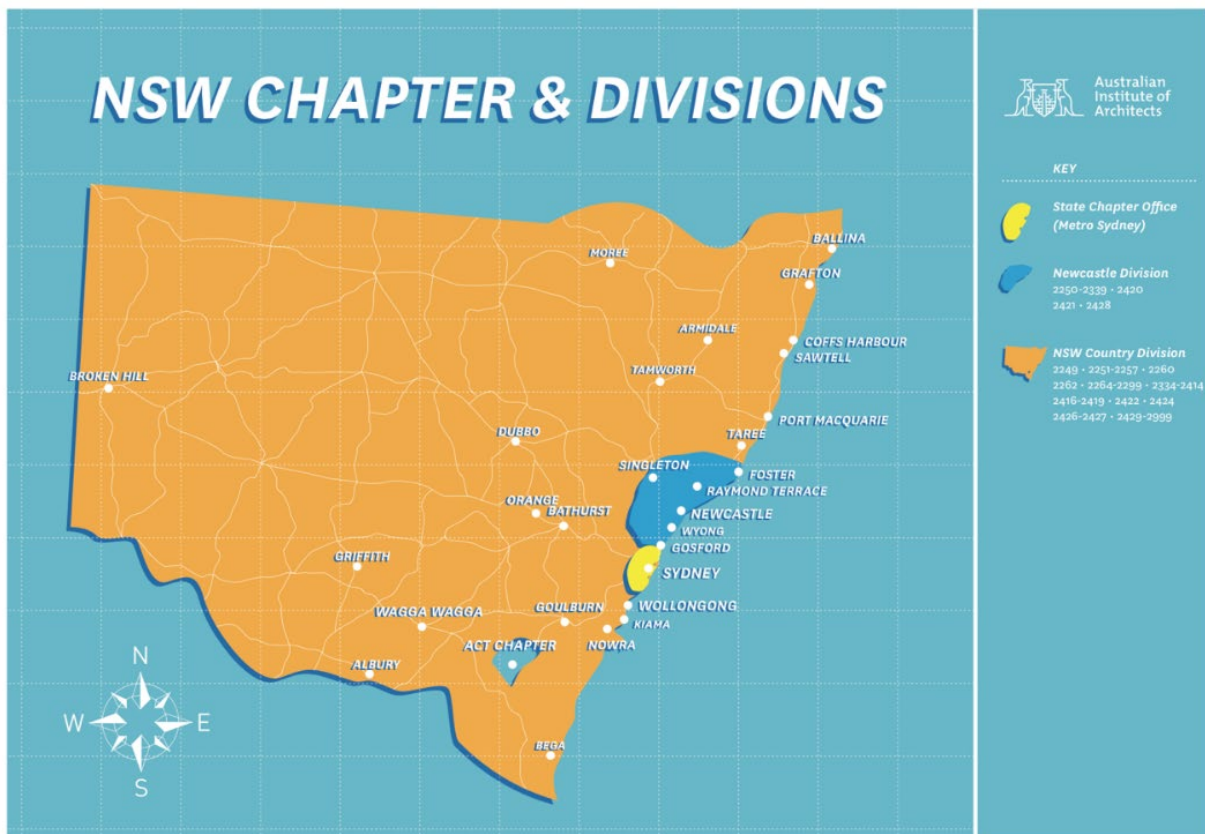 NSW CHAPTER & DIVISIONS
Australian
Institute of
Architects
KEY
State Chapter Office
(Metro Sydney)
Newcastle Division
2250-2339 • 2420
2421 • 2428
NSW Country Division
2249 • 2251-2257 • 2260
2262 • 2264-2299 • 2334-2414
2416-2419 • 2422 • 2424
2426-2427 • 2429-2999
BALLINA
MOREE
GRAFTON
ARMIDALE
COFFS HARBOUR
SAWTELL
TAMWORTH
BROKEN HILL
PORT MACQUARIE
DUBBO
TAREE
SINGLETON
FOSTER
RAYMOND TERRACE
ORANGE
BATHURST
NEWCASTLE
WYONG
GOSFORD
GRIFFITH
SYDNEY
WAGGA WAGGA
GOULBURN
WOLLONGONG
KIAMA
ACT CHAPTER
NOWRA
ALBURY
BEGA
N
W
E
S